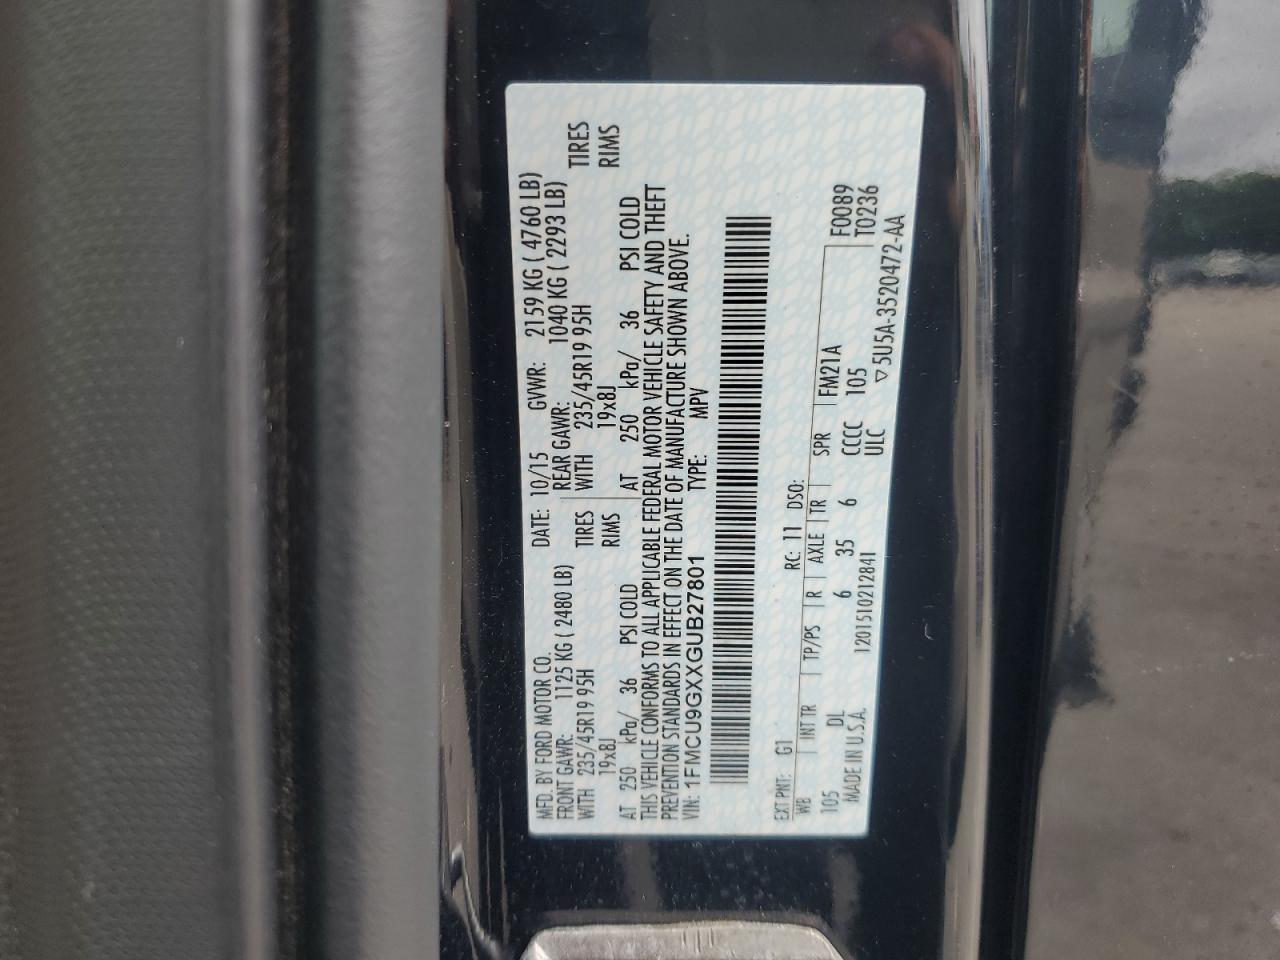 MFD. BY FORD MOTOR CO. DATE: 10/15 GVWR: 2159 KG ( 4760 LB)
FRONT GAWR: 1125 KG ( 2480 LB) REAR GAWR: 1040 KG ( 2293 LB)
WITH 235/45R19 95H TIRES WITH 235/45R19 95H TIRES
19x8J RIMS 19x8J RIMS
AT 250 kPa/ 36 PSI COLD AT 250 kPa/ 36 PSI COLD
THIS VEHICLE CONFORMS TO ALL APPLICABLE FEDERAL MOTOR VEHICLE SAFETY AND THEFT
PREVENTION STANDARDS IN EFFECT ON THE DATE OF MANUFACTURE SHOWN ABOVE.
VIN: 1FMCU9GXXGUB27801 TYPE: MPV
EXT PNT: G1 RC: 11 DSO:
WB INT TR TP/PS R AXLE TR SPR FM21A F0089
105 DL 6 35 6 CCCC 105 T0236
MADE IN U.S.A. 1201510212841 ULC ▽5U5A-3520472-AA